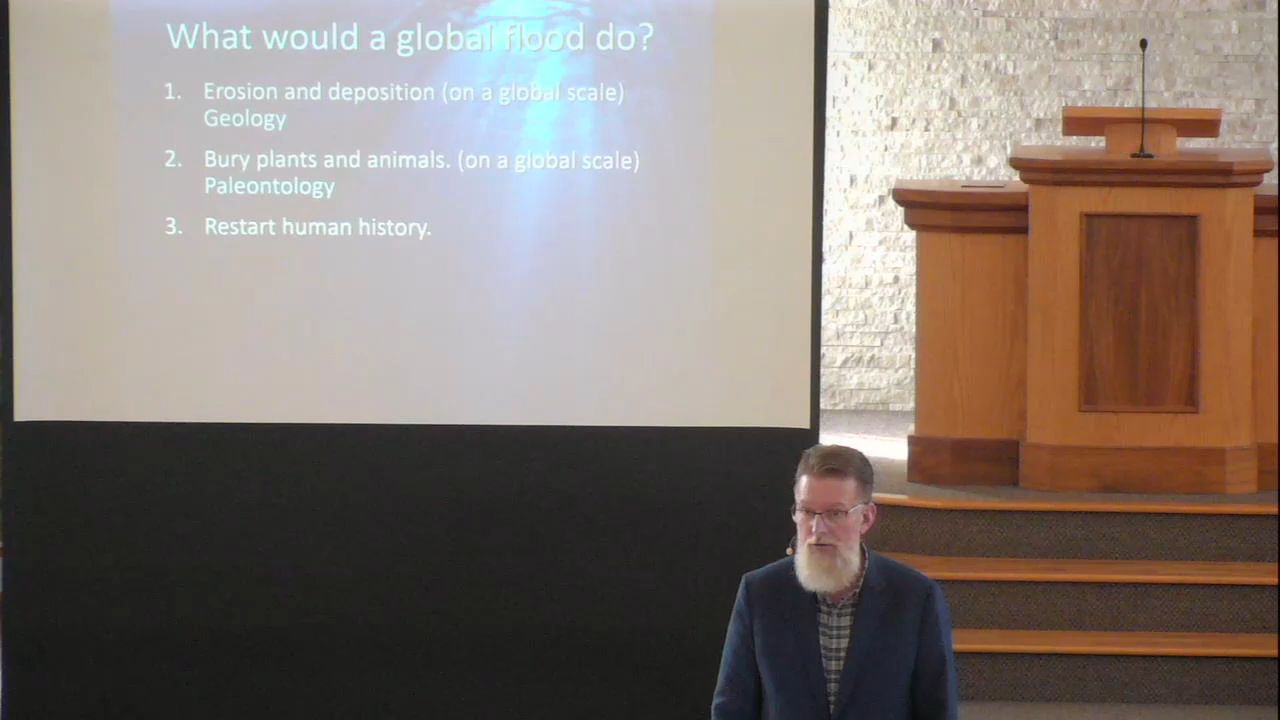 What would a global flood do?
1. Erosion and deposition (on a global scale)
Geology
2. Bury plants and animals. (on a global scale)
Paleontology
3. Restart human history.